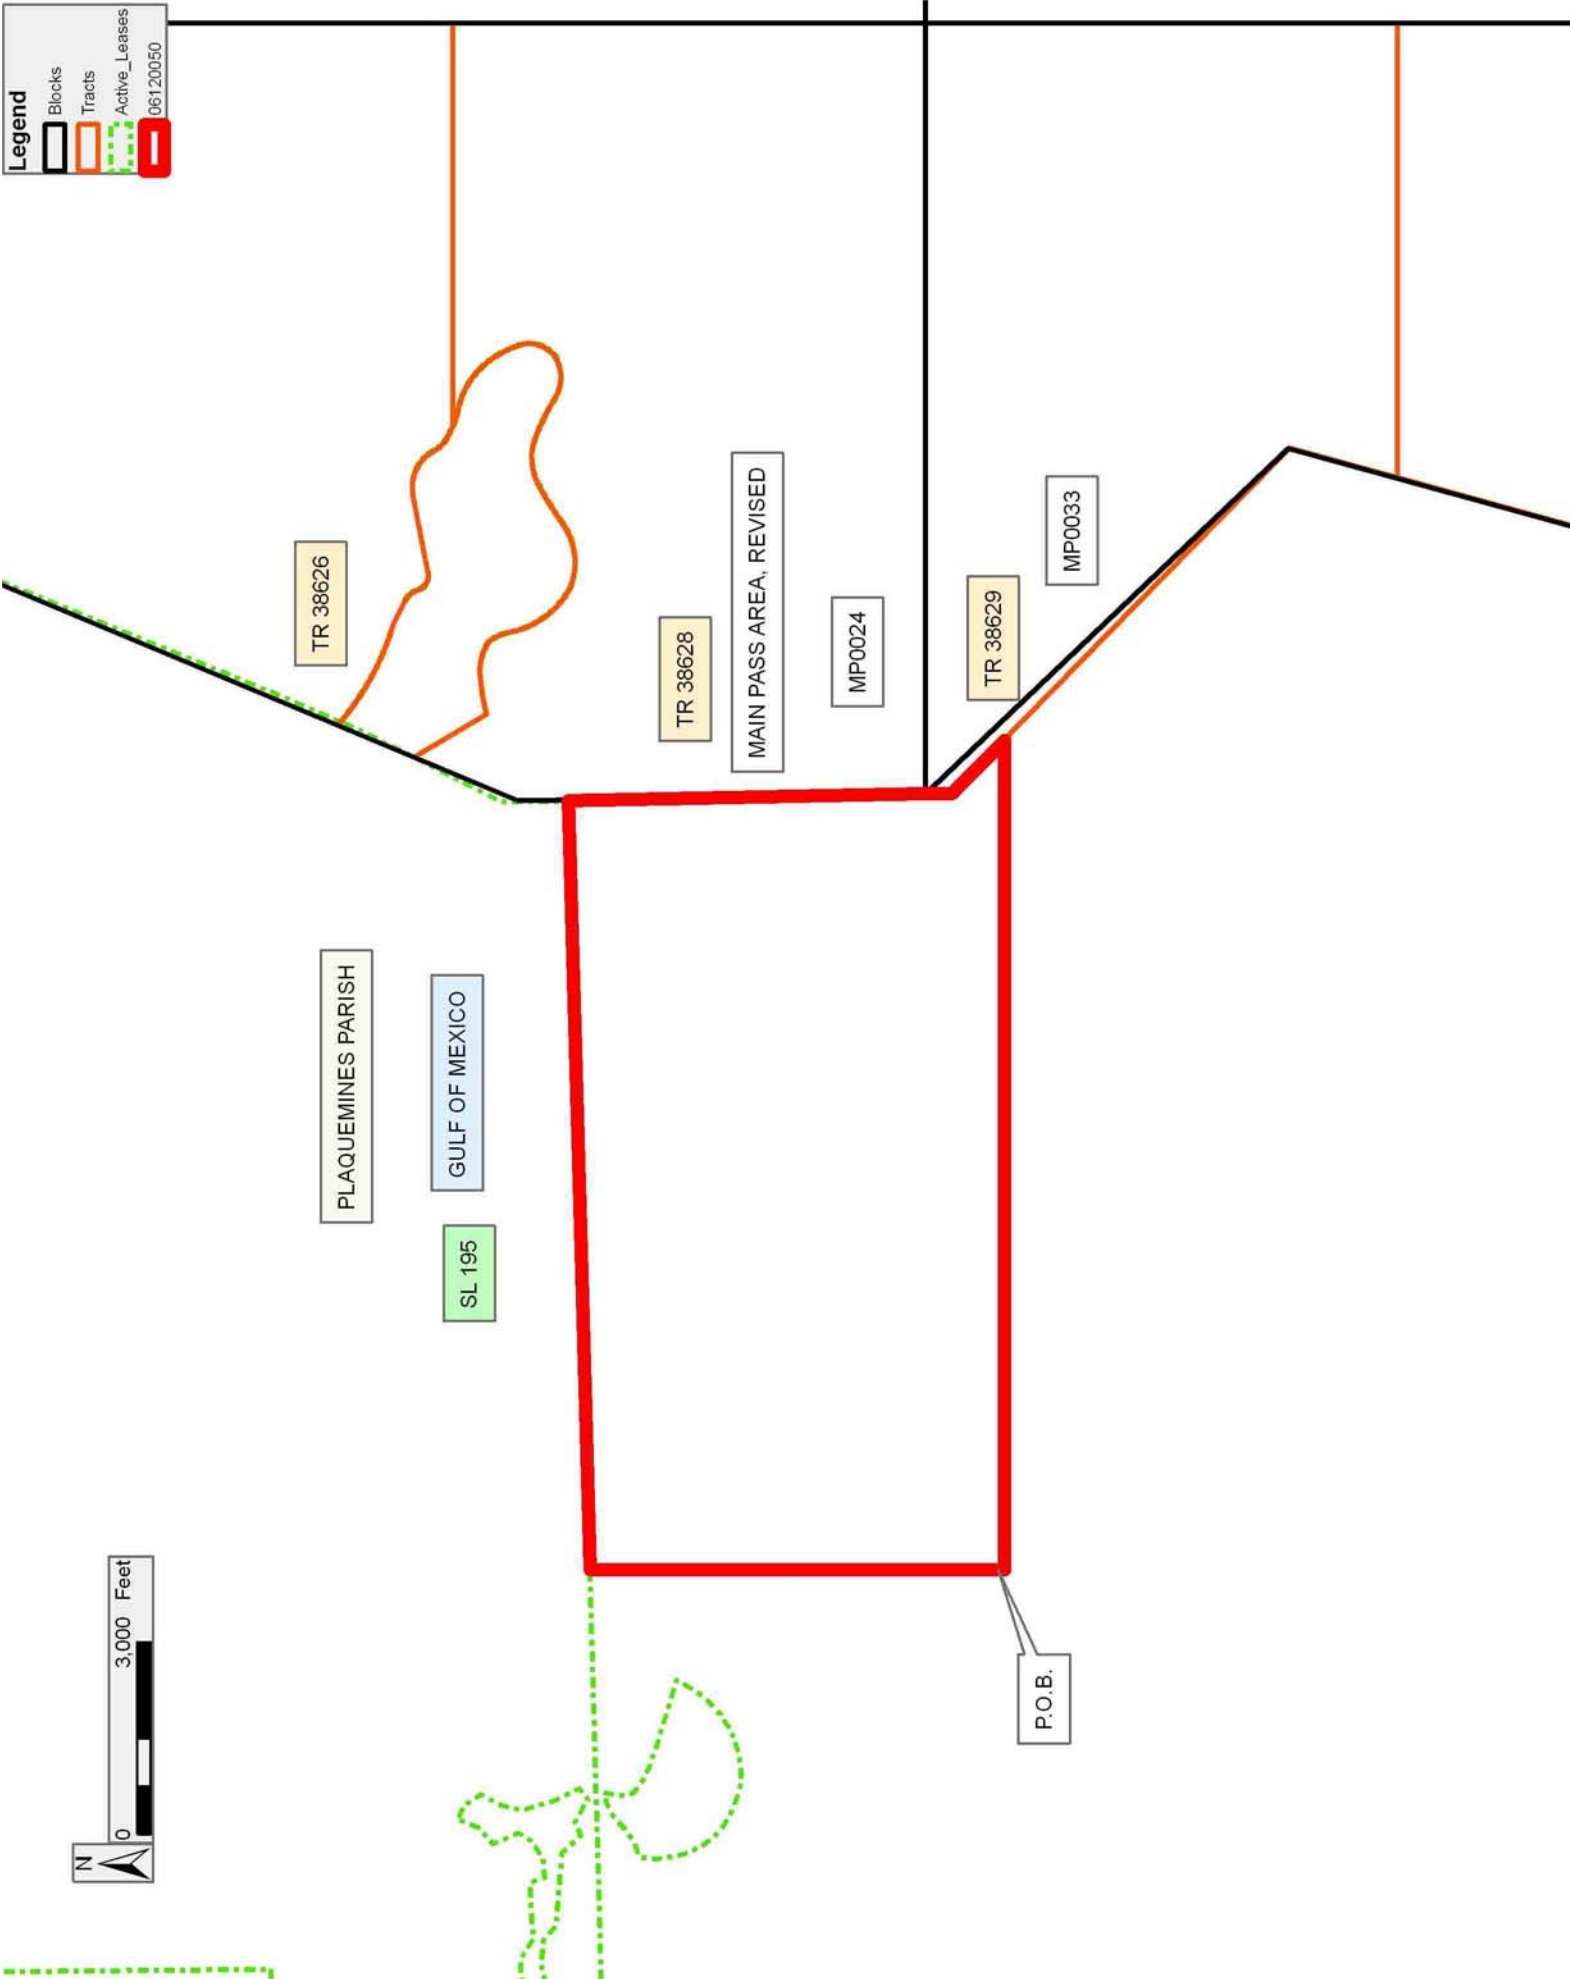 Legend
Blocks
Tracts
Active_Leases
06120050
N
0 3,000 Feet
PLAQUEMINES PARISH
GULF OF MEXICO
SL 195
TR 38626
TR 38628
MAIN PASS AREA, REVISED
MP0024
TR 38629
MP0033
P.O.B.